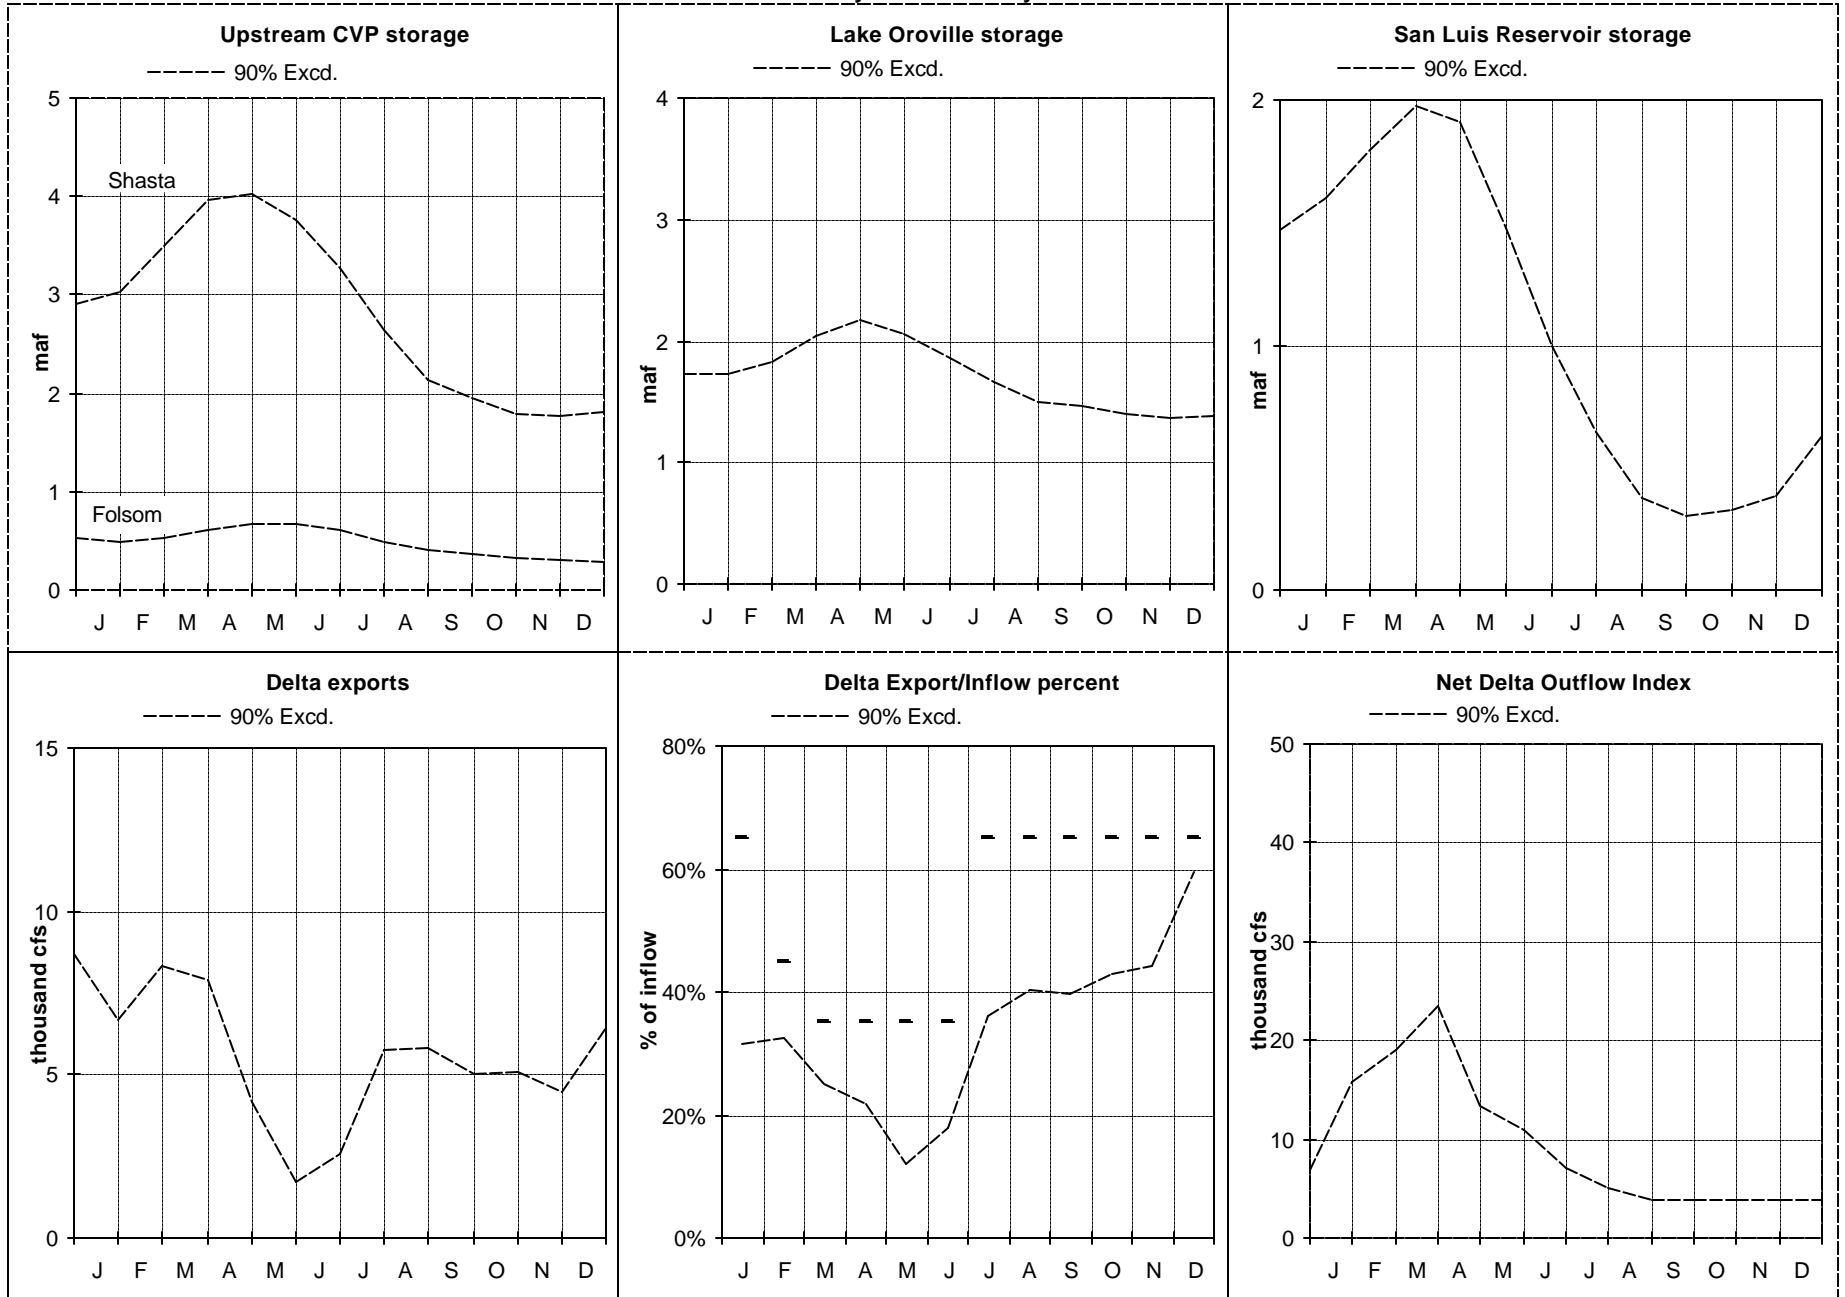 Upstream CVP storage
90% Excd.
5
4
3
2
1
0
maf
Shasta
Folsom
J F M A M J J A S O N D
Lake Oroville storage
90% Excd.
4
3
2
1
0
maf
J F M A M J J A S O N D
San Luis Reservoir storage
90% Excd.
2
1
0
maf
J F M A M J J A S O N D
Delta exports
90% Excd.
15
10
5
0
thousand cfs
J F M A M J J A S O N D
Delta Export/Inflow percent
90% Excd.
80%
60%
40%
20%
0%
% of inflow
J F M A M J J A S O N D
Net Delta Outflow Index
90% Excd.
50
40
30
20
10
0
thousand cfs
J F M A M J J A S O N D